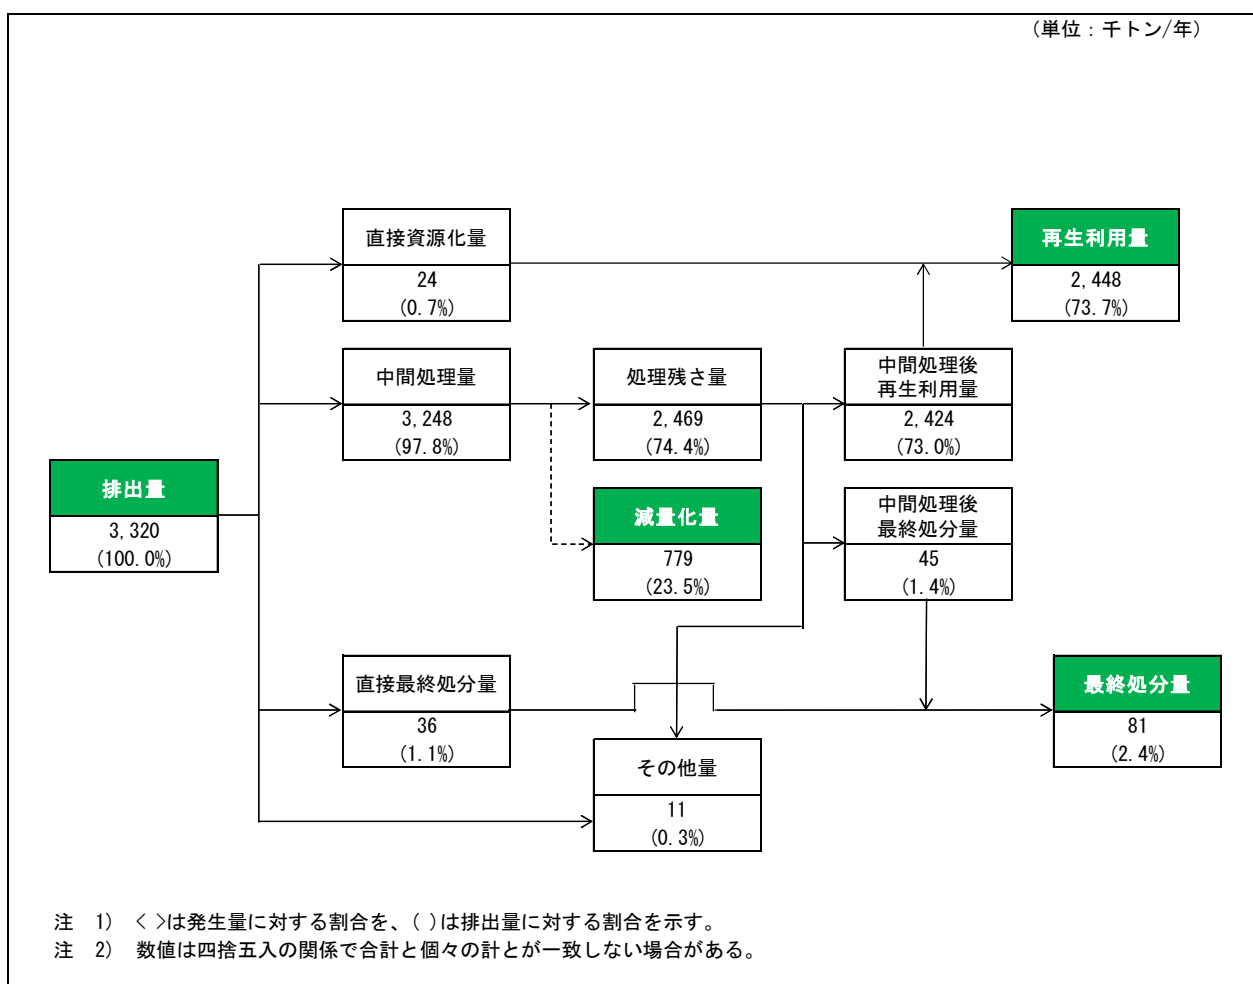 (単位：千トン/年)
直接資源化量
24
(0.7%)
再生利用量
2,448
(73.7%)
中間処理量
3,248
(97.8%)
処理残さ量
2,469
(74.4%)
中間処理後
再生利用量
2,424
(73.0%)
排出量
3,320
(100.0%)
減量化量
779
(23.5%)
中間処理後
最終処分量
45
(1.4%)
直接最終処分量
36
(1.1%)
最終処分量
81
(2.4%)
その他量
11
(0.3%)
注 1) < >は発生量に対する割合を、( )は排出量に対する割合を示す。
注 2) 数値は四捨五入の関係で合計と個々の計とが一致しない場合がある。